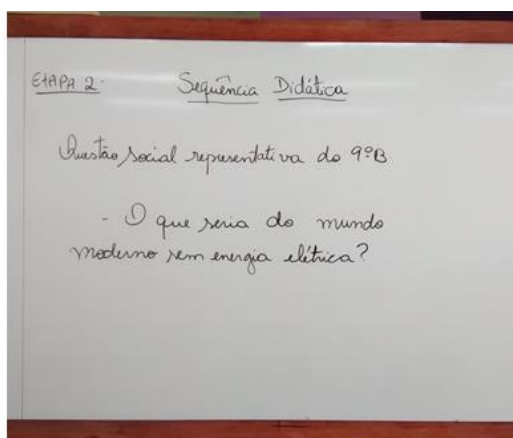 ETAPA 2. Sequência Didática
Questão social representativa do 9ºB
- O que seria do mundo
moderno sem energia elétrica?